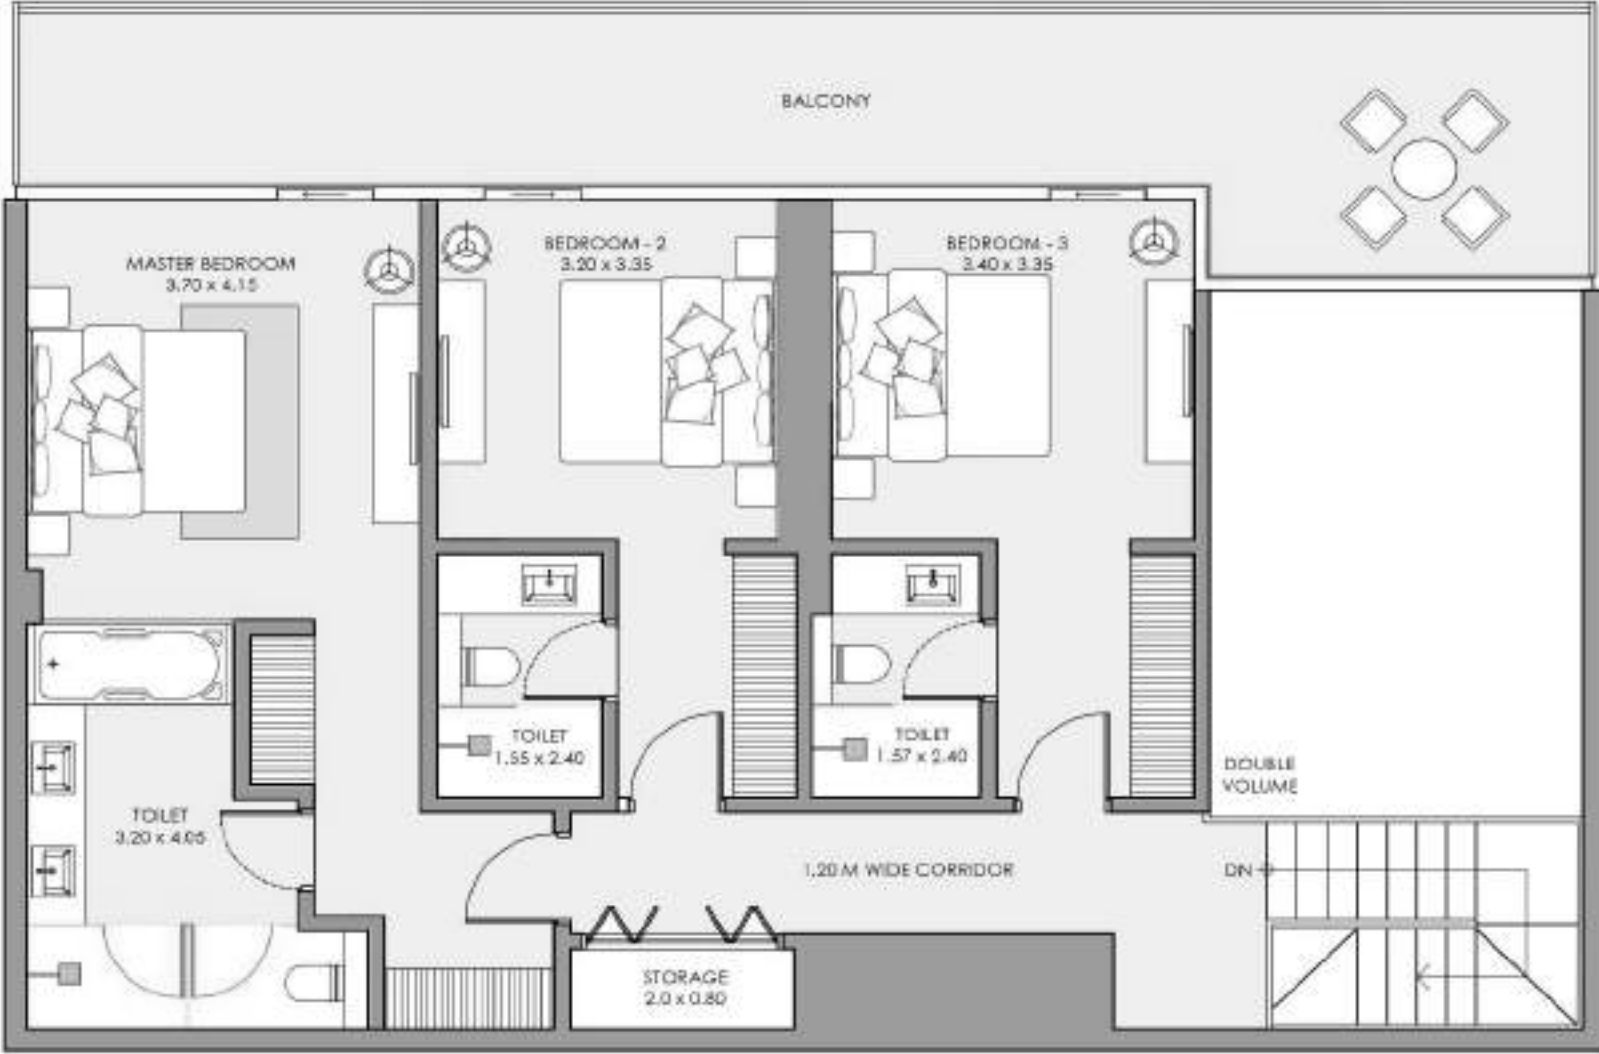 BALCONY
MASTER BEDROOM
3.70 x 4.15
BEDROOM - 2
3.20 x 3.35
BEDROOM - 3
3.40 x 3.35
TOILET
1.55 x 2.40
TOILET
1.57 x 2.40
DOUBLE
VOLUME
TOILET
3.20 x 4.05
1.20 M WIDE CORRIDOR
DN
STORAGE
2.0 x 0.80